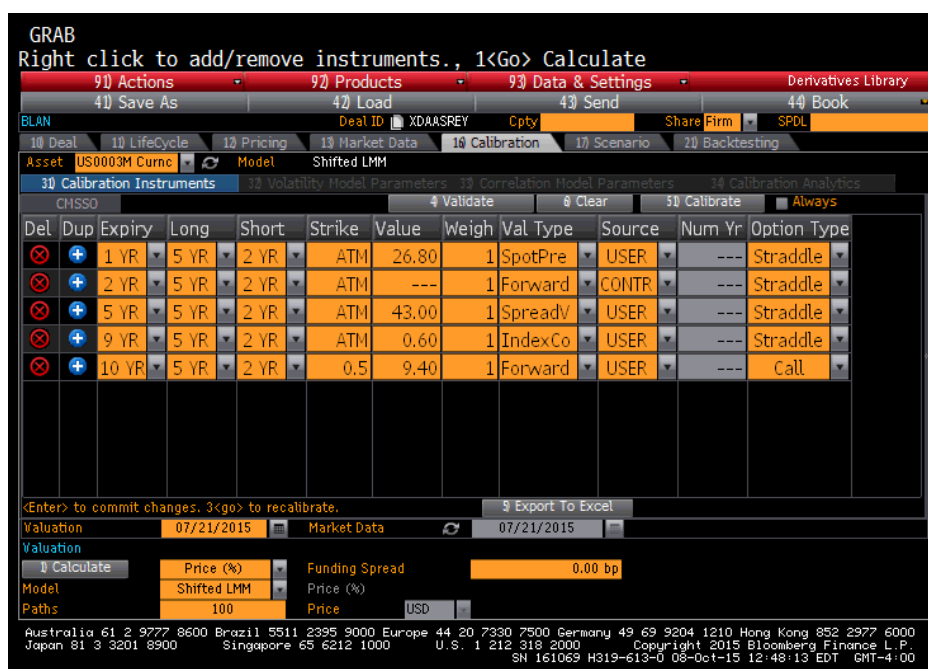 GRAB
Right click to add/remove instruments., 1<Go> Calculate
91) Actions 92) Products 93) Data & Settings Derivatives Library
41) Save As 42) Load 43) Send 44) Book
BLAN Deal ID XDAASREY Cpty Share Firm SPDL
10) Deal 11) LifeCycle 12) Pricing 13) Market Data 16) Calibration 17) Scenario 21) Backtesting
Asset US0003M Curnc Model Shifted LMM
31) Calibration Instruments 32) Volatility Model Parameters 33) Correlation Model Parameters 34) Calibration Analytics
CMSSO 4) Validate 6) Clear 51) Calibrate Always
Del Dup Expiry Long Short Strike Value Weigh Val Type Source Num Yr Option Type
1 YR 5 YR 2 YR ATM 26.80 1 SpotPre USER --- Straddle
2 YR 5 YR 2 YR ATM --- 1 Forward CONTR --- Straddle
5 YR 5 YR 2 YR ATM 43.00 1 SpreadV USER --- Straddle
9 YR 5 YR 2 YR ATM 0.60 1 IndexCo USER --- Straddle
10 YR 5 YR 2 YR 0.5 9.40 1 Forward USER --- Call
<Enter> to commit changes. 3<go> to recalibrate. 5) Export To Excel
Valuation 07/21/2015 Market Data 07/21/2015
Valuation
1) Calculate Price (%) Funding Spread 0.00 bp
Model Shifted LMM Price (%)
Paths 100 Price USD
Australia 61 2 9777 8600 Brazil 5511 2395 9000 Europe 44 20 7330 7500 Germany 49 69 9204 1210 Hong Kong 852 2977 6000
Japan 81 3 3201 8900 Singapore 65 6212 1000 U.S. 1 212 318 2000 Copyright 2015 Bloomberg Finance L.P.
SN 161069 H319-613-0 08-Oct-15 12:48:13 EDT GMT-4:00